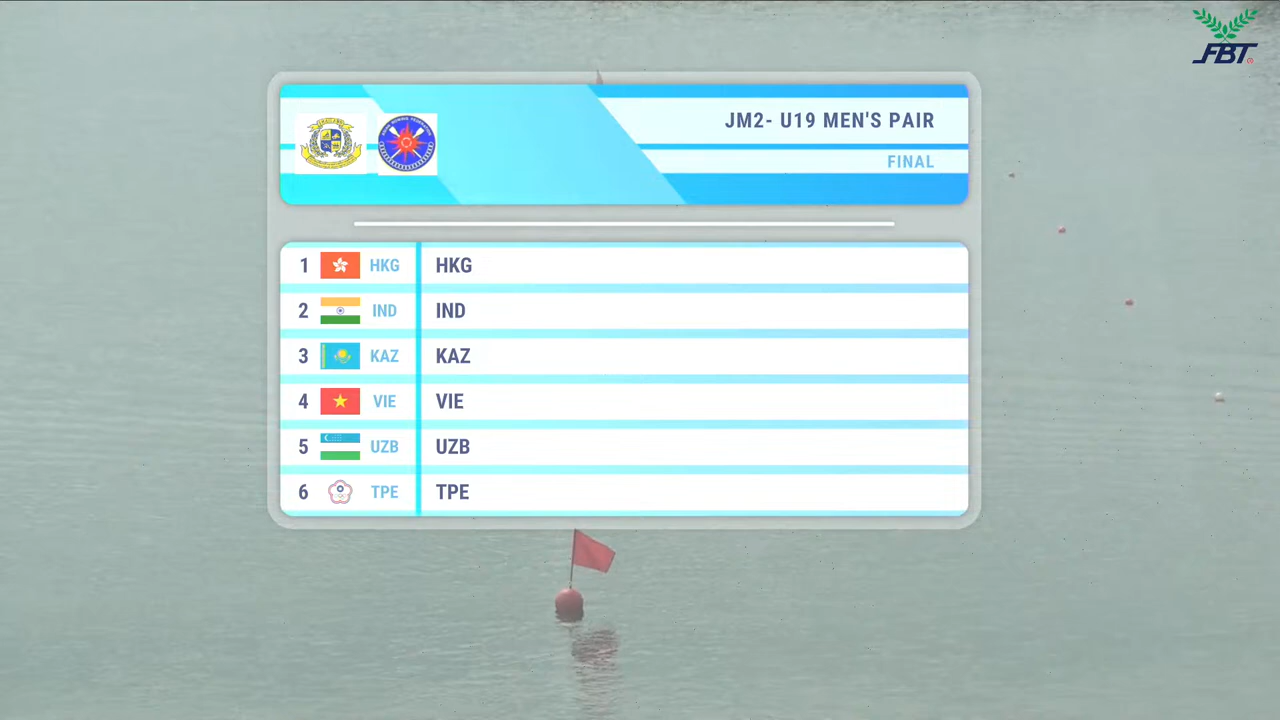 FBT
JM2- U19 MEN'S PAIR
FINAL
1 HKG HKG
2 IND IND
3 KAZ KAZ
4 VIE VIE
5 UZB UZB
6 TPE TPE